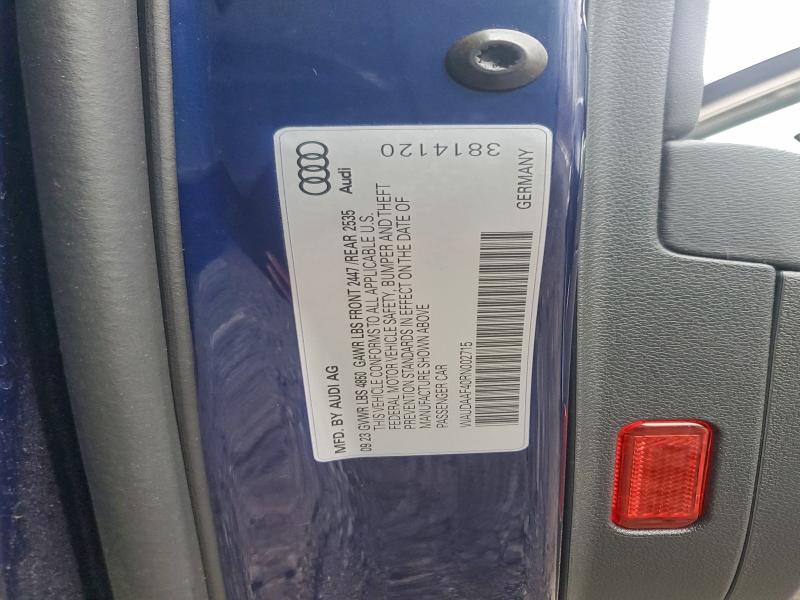 MFD. BY AUDI AG
Audi
09.23 GVWR LBS 4850 GAWR LBS FRONT 2447/REAR 2535
THIS VEHICLE CONFORMS TO ALL APPLICABLE U.S.
FEDERAL MOTOR VEHICLE SAFETY, BUMPER AND THEFT
PREVENTION STANDARDS IN EFFECT ON THE DATE OF
MANUFACTURE SHOWN ABOVE
PASSENGER CAR
WAUDAAF40RN002715
GERMANY
3814120